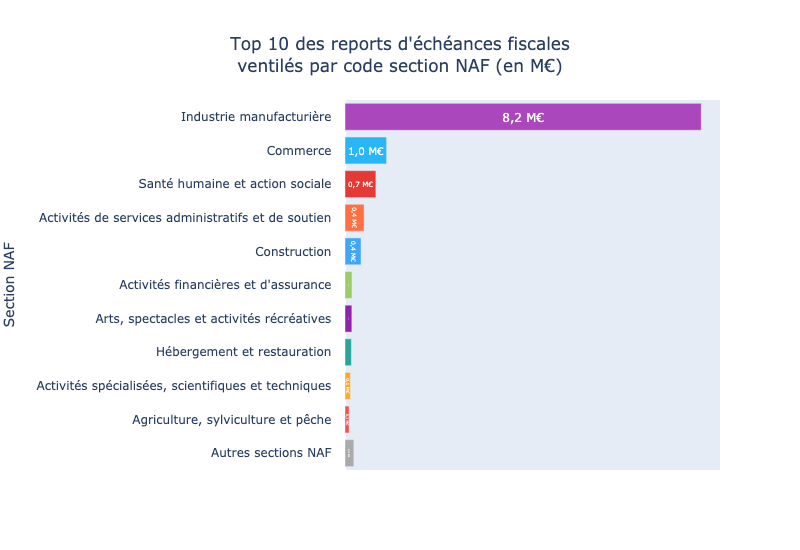 Top 10 des reports d'échéances fiscales
ventilés par code section NAF (en M€)
Section NAF
Industrie manufacturière
8,2 M€
Commerce
1,0 M€
Santé humaine et action sociale
0,7 M€
Activités de services administratifs et de soutien
0,4 M€
Construction
0,4 M€
Activités financières et d'assurance
Arts, spectacles et activités récréatives
Hébergement et restauration
Activités spécialisées, scientifiques et techniques
Agriculture, sylviculture et pêche
Autres sections NAF